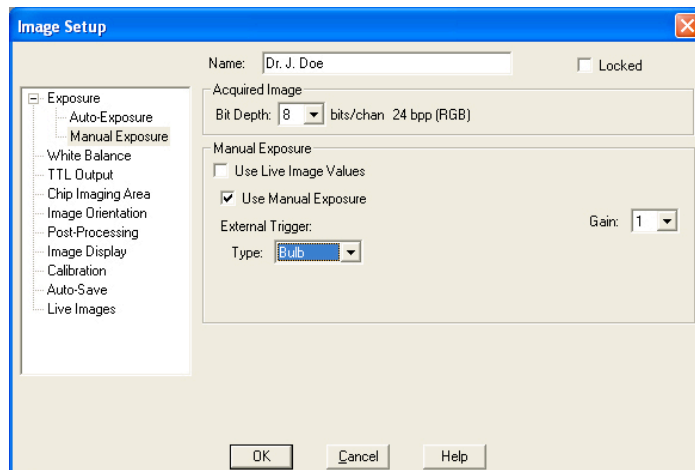 Image Setup
Name: Dr. J. Doe
Locked
Exposure
Auto-Exposure
Manual Exposure
White Balance
TTL Output
Chip Imaging Area
Image Orientation
Post-Processing
Image Display
Calibration
Auto-Save
Live Images
Acquired Image
Bit Depth: 8 bits/chan 24 bpp (RGB)
Manual Exposure
Use Live Image Values
Use Manual Exposure
External Trigger:
Gain: 1
Type: Bulb
OK
Cancel
Help